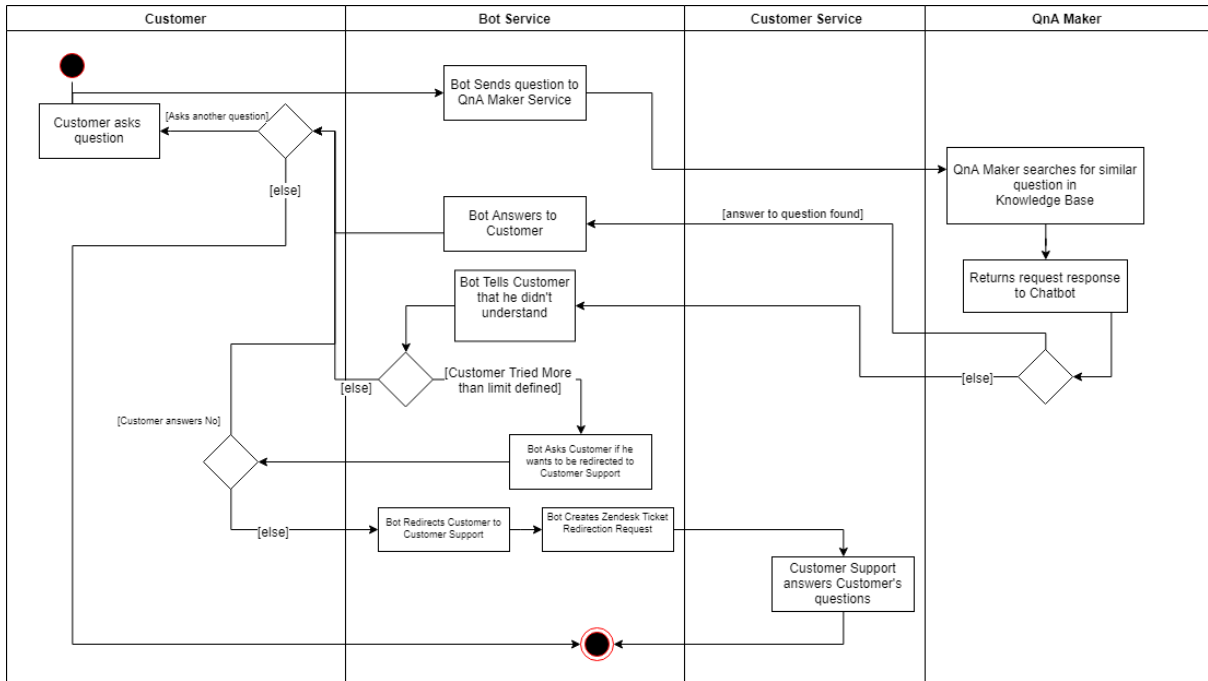 Customer
Bot Service
Customer Service
QnA Maker
Bot Sends question to
QnA Maker Service
Customer asks
question
[Asks another question]
[else]
QnA Maker searches for similar
question in
Knowledge Base
Bot Answers to
Customer
[answer to question found]
Returns request response
to Chatbot
Bot Tells Customer
that he didn't
understand
[else]
[Customer Tried More
than limit defined]
[else]
[Customer answers No]
Bot Asks Customer if he
wants to be redirected to
Customer Support
[else]
Bot Redirects Customer to
Customer Support
Bot Creates Zendesk Ticket
Redirection Request
Customer Support
answers Customer's
questions